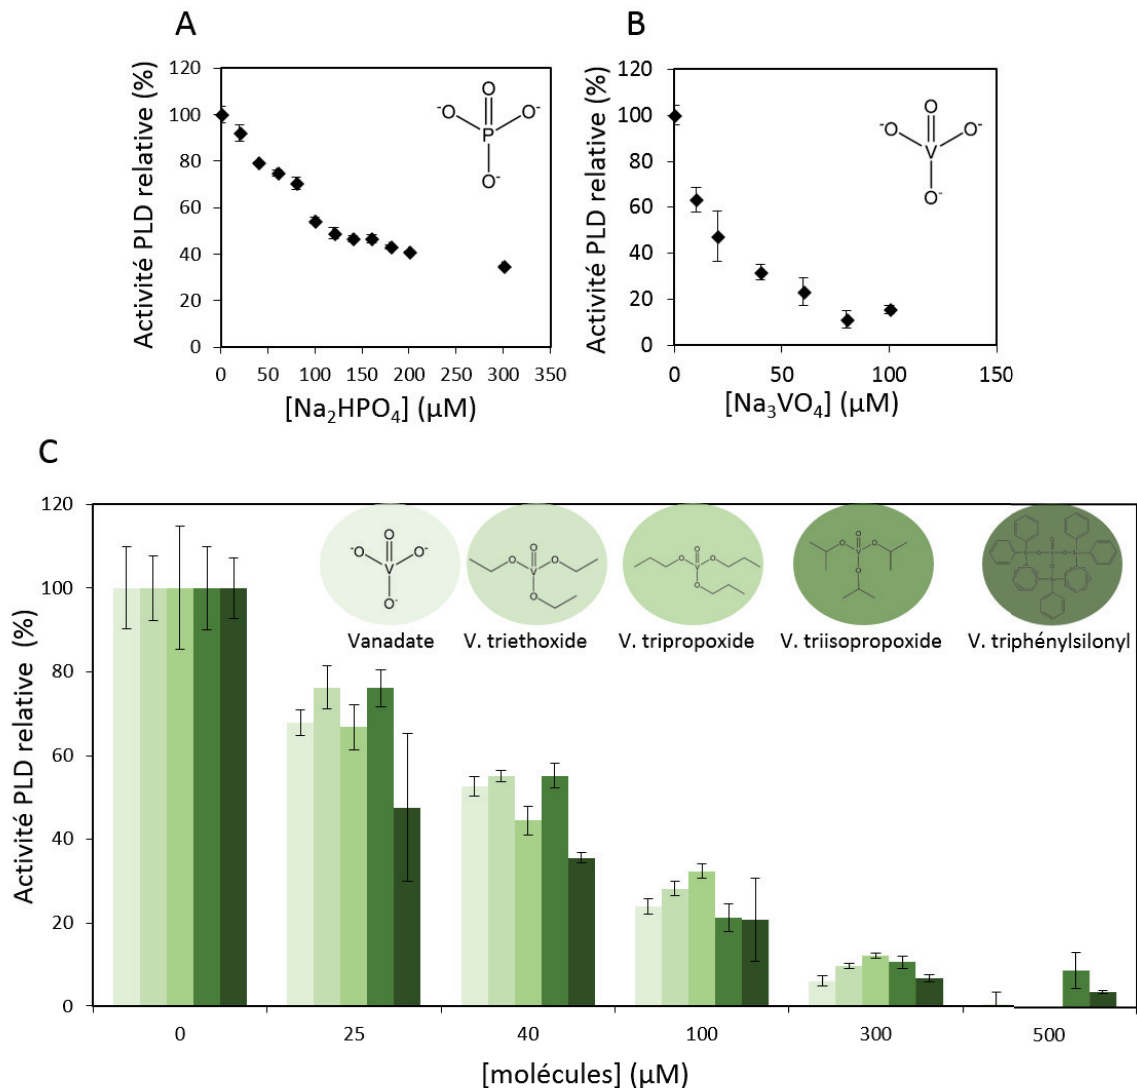 A
Activité PLD relative (%)
120
100
80
60
40
20
0
0 50 100 150 200 250 300 350
[Na₂HPO₄] (µM)
O
⁻O P O⁻
O⁻
B
Activité PLD relative (%)
120
100
80
60
40
20
0
0 50 100 150
[Na₃VO₄] (µM)
O
⁻O V O⁻
O⁻
C
Activité PLD relative (%)
120
100
80
60
40
20
0
O
⁻O V O⁻
O⁻
O
O V O
O
O
O V O
O
O
O V O
O
Vanadate V. triethoxide V. tripropoxide V. triisopropoxide V. triphénylsilonyl
0 25 40 100 300 500
[molécules] (µM)